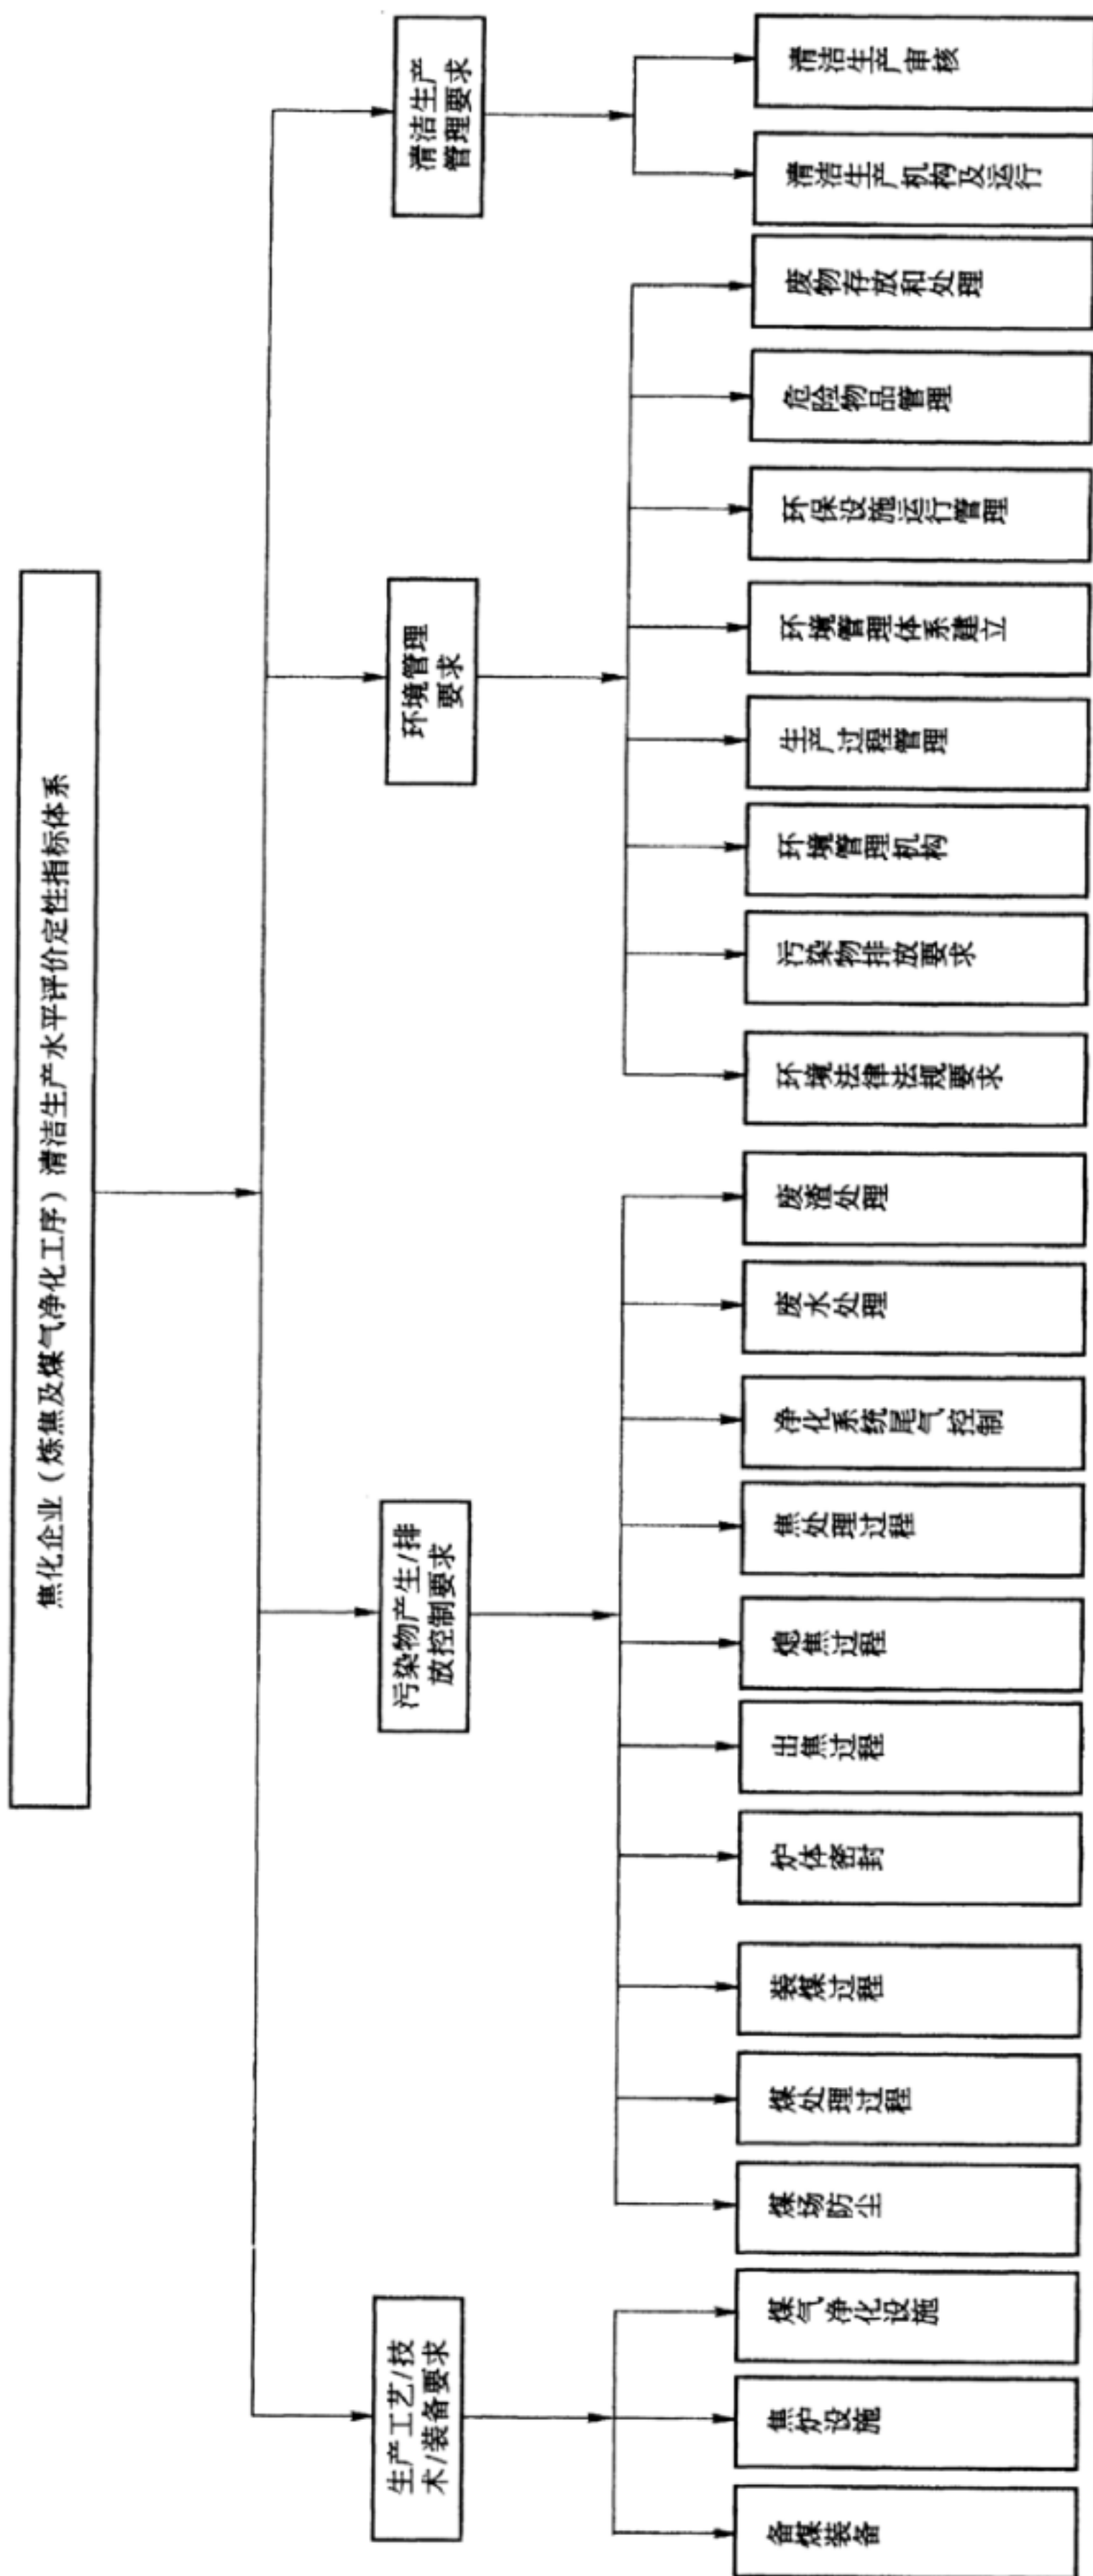 焦化企业（炼焦及煤气净化工序）清洁生产水平评价定性指标体系
生产工艺/技
术/装备要求
污染物产生/排
放控制要求
环境管理
要求
清洁生产
管理要求
备煤装备
焦炉设施
煤气净化设施
煤场防尘
煤处理过程
装煤过程
炉体密封
出焦过程
熄焦过程
焦处理过程
净化系统尾气控制
废水处理
废渣处理
环境法律法规要求
污染物排放要求
环境管理机构
生产过程管理
环境管理体系建立
环保设施运行管理
危险物品管理
废物存放和处理
清洁生产机构及运行
清洁生产审核